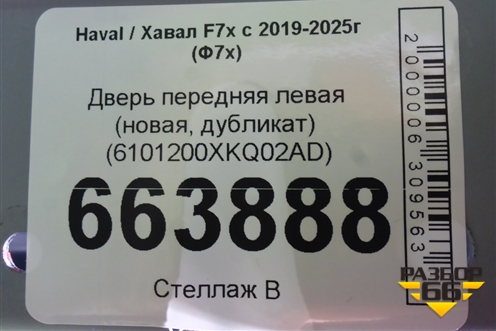 Haval / Хавал F7x с 2019-2025г
(Ф7х)
Дверь передняя левая
(новая, дубликат)
(6101200XKQ02AD)
663888
Стеллаж В
2000006309563
РАЗБОР
66